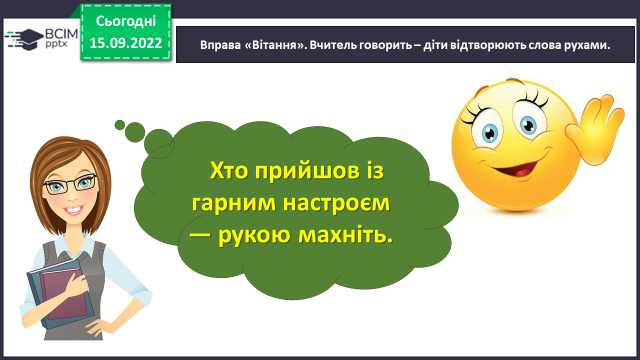 ВСІМ
pptx
Сьогодні
15.09.2022
Вправа «Вітання». Вчитель говорить – діти відтворюють слова рухами.
Хто прийшов із
гарним настроєм
— рукою махніть.